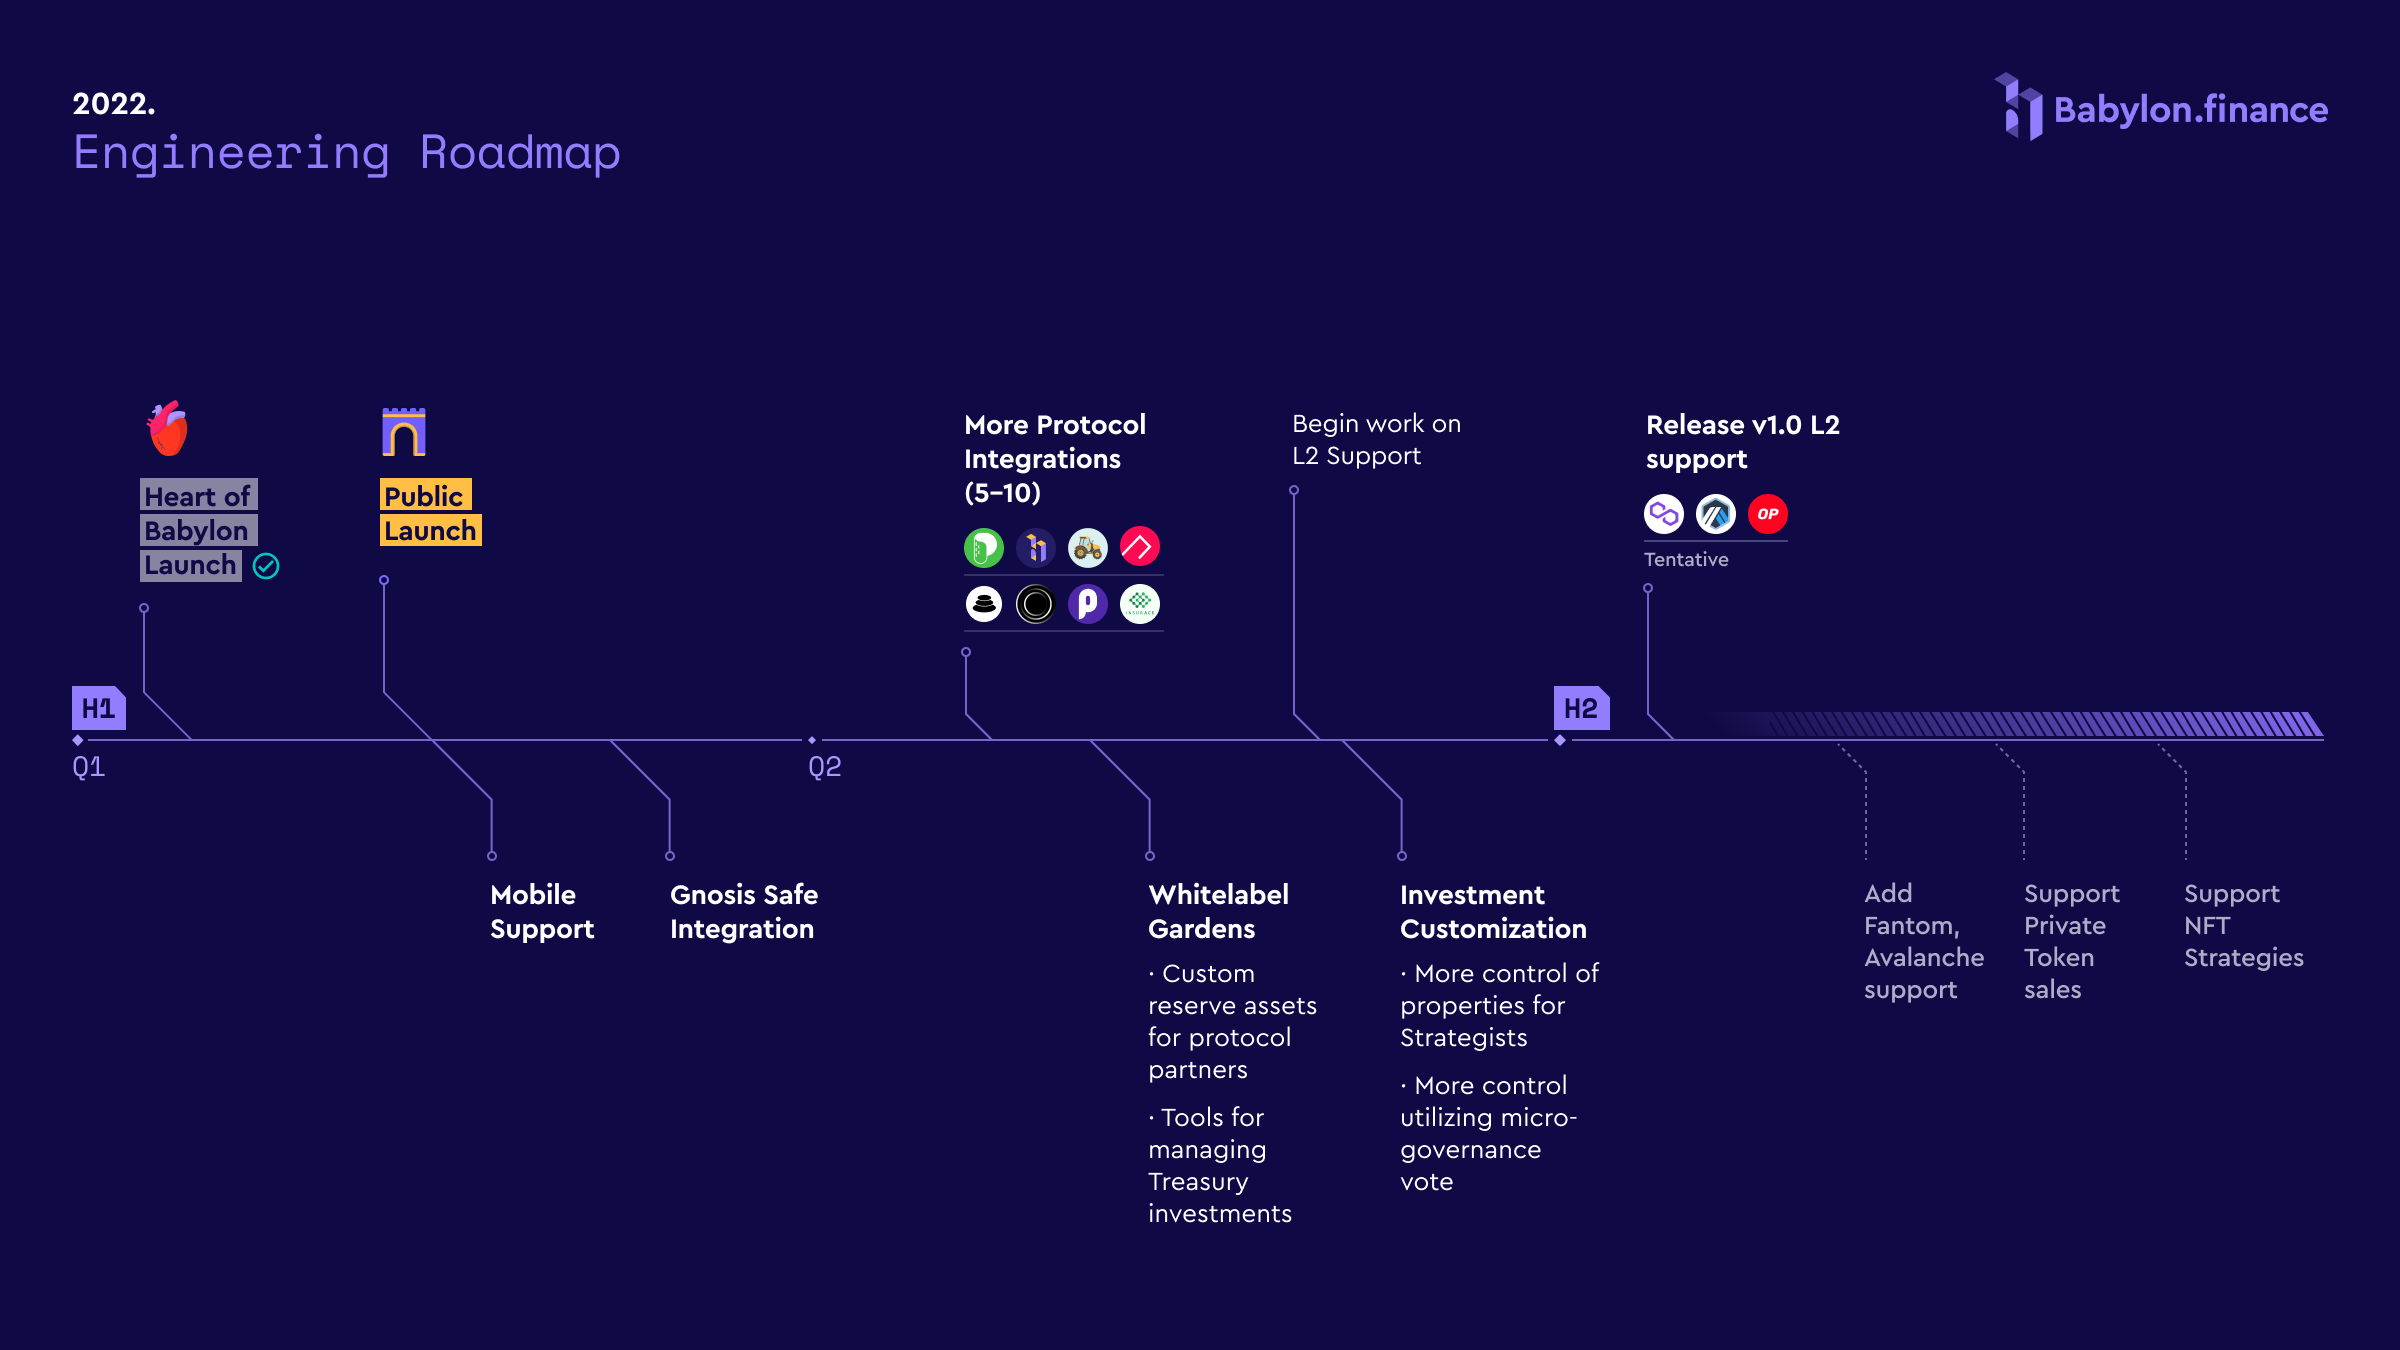 2022.
Engineering Roadmap
Babylon.finance
Heart of
Babylon
Launch
Public
Launch
More Protocol
Integrations
(5-10)
INSURACE
Begin work on
L2 Support
Release v1.0 L2
support
OP
Tentative
H1
H2
Q1
Q2
Mobile
Support
Gnosis Safe
Integration
Whitelabel
Gardens
· Custom
reserve assets
for protocol
partners
· Tools for
managing
Treasury
investments
Investment
Customization
· More control of
properties for
Strategists
· More control
utilizing micro-
governance
vote
Add
Fantom,
Avalanche
support
Support
Private
Token
sales
Support
NFT
Strategies